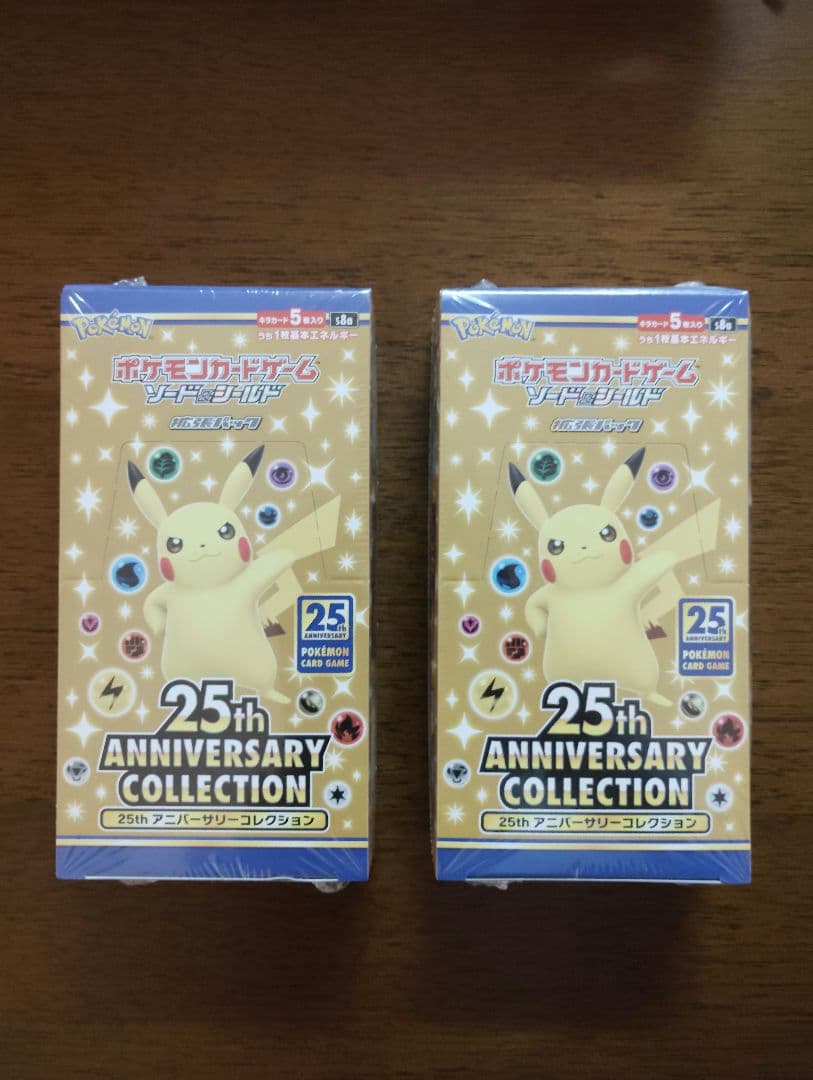 Pokémon
キラカード5枚入り s8a
うち1枚基本エネルギー
ポケモンカードゲーム
ソード&シールド
拡張パック
25th
ANNIVERSARY
POKÉMON
CARD GAME
25th
ANNIVERSARY
COLLECTION
25th アニバーサリーコレクション
Pokémon
キラカード5枚入り s8a
うち1枚基本エネルギー
ポケモンカードゲーム
ソード&シールド
拡張パック
25th
ANNIVERSARY
POKÉMON
CARD GAME
25th
ANNIVERSARY
COLLECTION
25th アニバーサリーコレクション